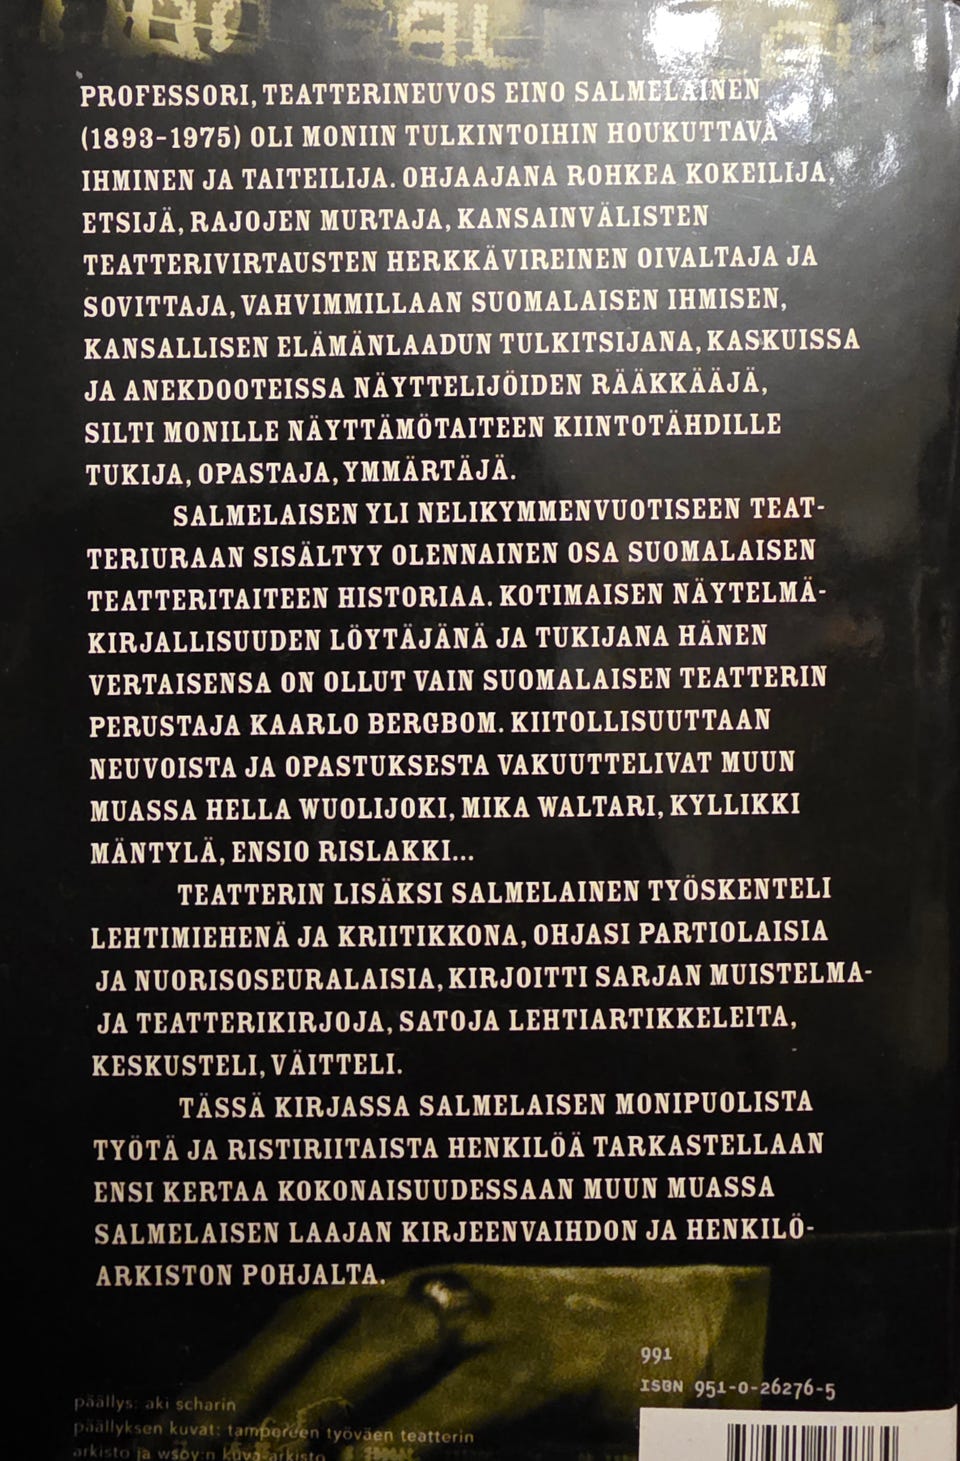 PROFESSORI, TEATTERINEUVOS EINO SALMELAINEN
(1893-1975) OLI MONIIN TULKINTOIHIN HOUKUTTAVA
IHMINEN JA TAITEILIJA. OHJAAJANA ROHKEA KOKEILIJA,
ETSIJÄ, RAJOJEN MURTAJA, KANSAINVÄLISTEN
TEATTERIVIRTAUSTEN HERKKÄVIREINEN OIVALTAJA JA
SOVITTAJA, VAHVIMMILLAAN SUOMALAISEN IHMISEN,
KANSALLISEN ELÄMÄNLAADUN TULKITSIJANA, KASKUISSA
JA ANEKDOOTEISSA NÄYTTELIJÖIDEN RÄÄKKÄÄJÄ,
SILTI MONILLE NÄYTTÄMÖTAITEEN KIINTOTÄHDILLE
TUKIJA, OPASTAJA, YMMÄRTÄJÄ.
SALMELAISEN YLI NELIKYMMENVUOTISEEN TEAT-
TERIURAAN SISÄLTYY OLENNAINEN OSA SUOMALAISEN
TEATTERITAITEEN HISTORIAA. KOTIMAISEN NÄYTELMÄ-
KIRJALLISUUDEN LÖYTÄJÄNÄ JA TUKIJANA HÄNEN
VERTAISENSA ON OLLUT VAIN SUOMALAISEN TEATTERIN
PERUSTAJA KAARLO BERGBOM. KIITOLLISUUTTAAN
NEUVOISTA JA OPASTUKSESTA VAKUUTTELIVAT MUUN
MUASSA HELLA WUOLIJOKI, MIKA WALTARI, KYLLIKKI
MÄNTYLÄ, ENSIO RISLAKKI...
TEATTERIN LISÄKSI SALMELAINEN TYÖSKENTELI
LEHTIMIEHENÄ JA KRIITIKKONA, OHJASI PARTIOLAISIA
JA NUORISOSEURALAISIA, KIRJOITTI SARJAN MUISTELMA-
JA TEATTERIKIRJOJA, SATOJA LEHTIARTIKKELEITA,
KESKUSTELI, VÄITTELI.
TÄSSÄ KIRJASSA SALMELAISEN MONIPUOLISTA
TYÖTÄ JA RISTIRIITAISTA HENKILÖÄ TARKASTELLAAN
ENSI KERTAA KOKONAISUUDESSAAN MUUN MUASSA
SALMELAISEN LAAJAN KIRJEENVAIHDON JA HENKILÖ-
ARKISTON POHJALTA.
991
ISBN 951-0-26276-5
päällys: aki scharin
päällyksen kuvat: tampereen työväen teatterin
arkisto ja wsoy:n kuva-arkisto